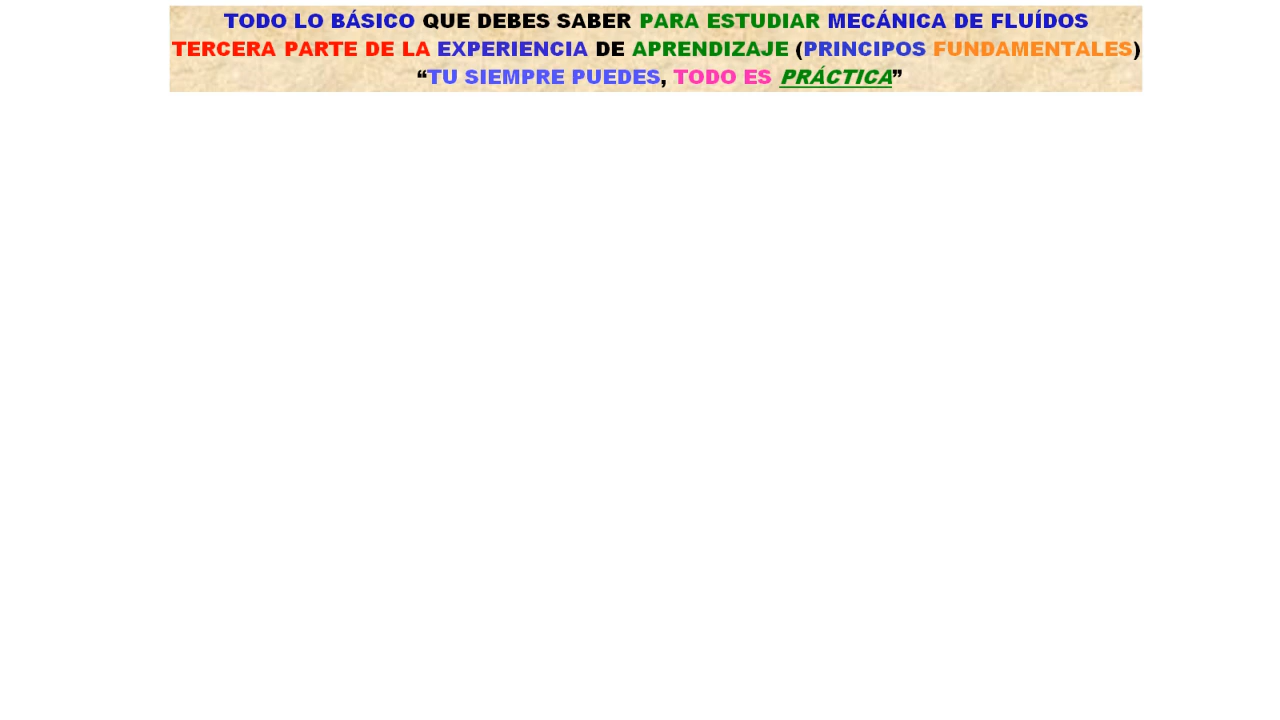 TODO LO BÁSICO QUE DEBES SABER PARA ESTUDIAR MECÁNICA DE FLUÍDOS
TERCERA PARTE DE LA EXPERIENCIA DE APRENDIZAJE (PRINCIPOS FUNDAMENTALES)
“TU SIEMPRE PUEDES, TODO ES PRÁCTICA”